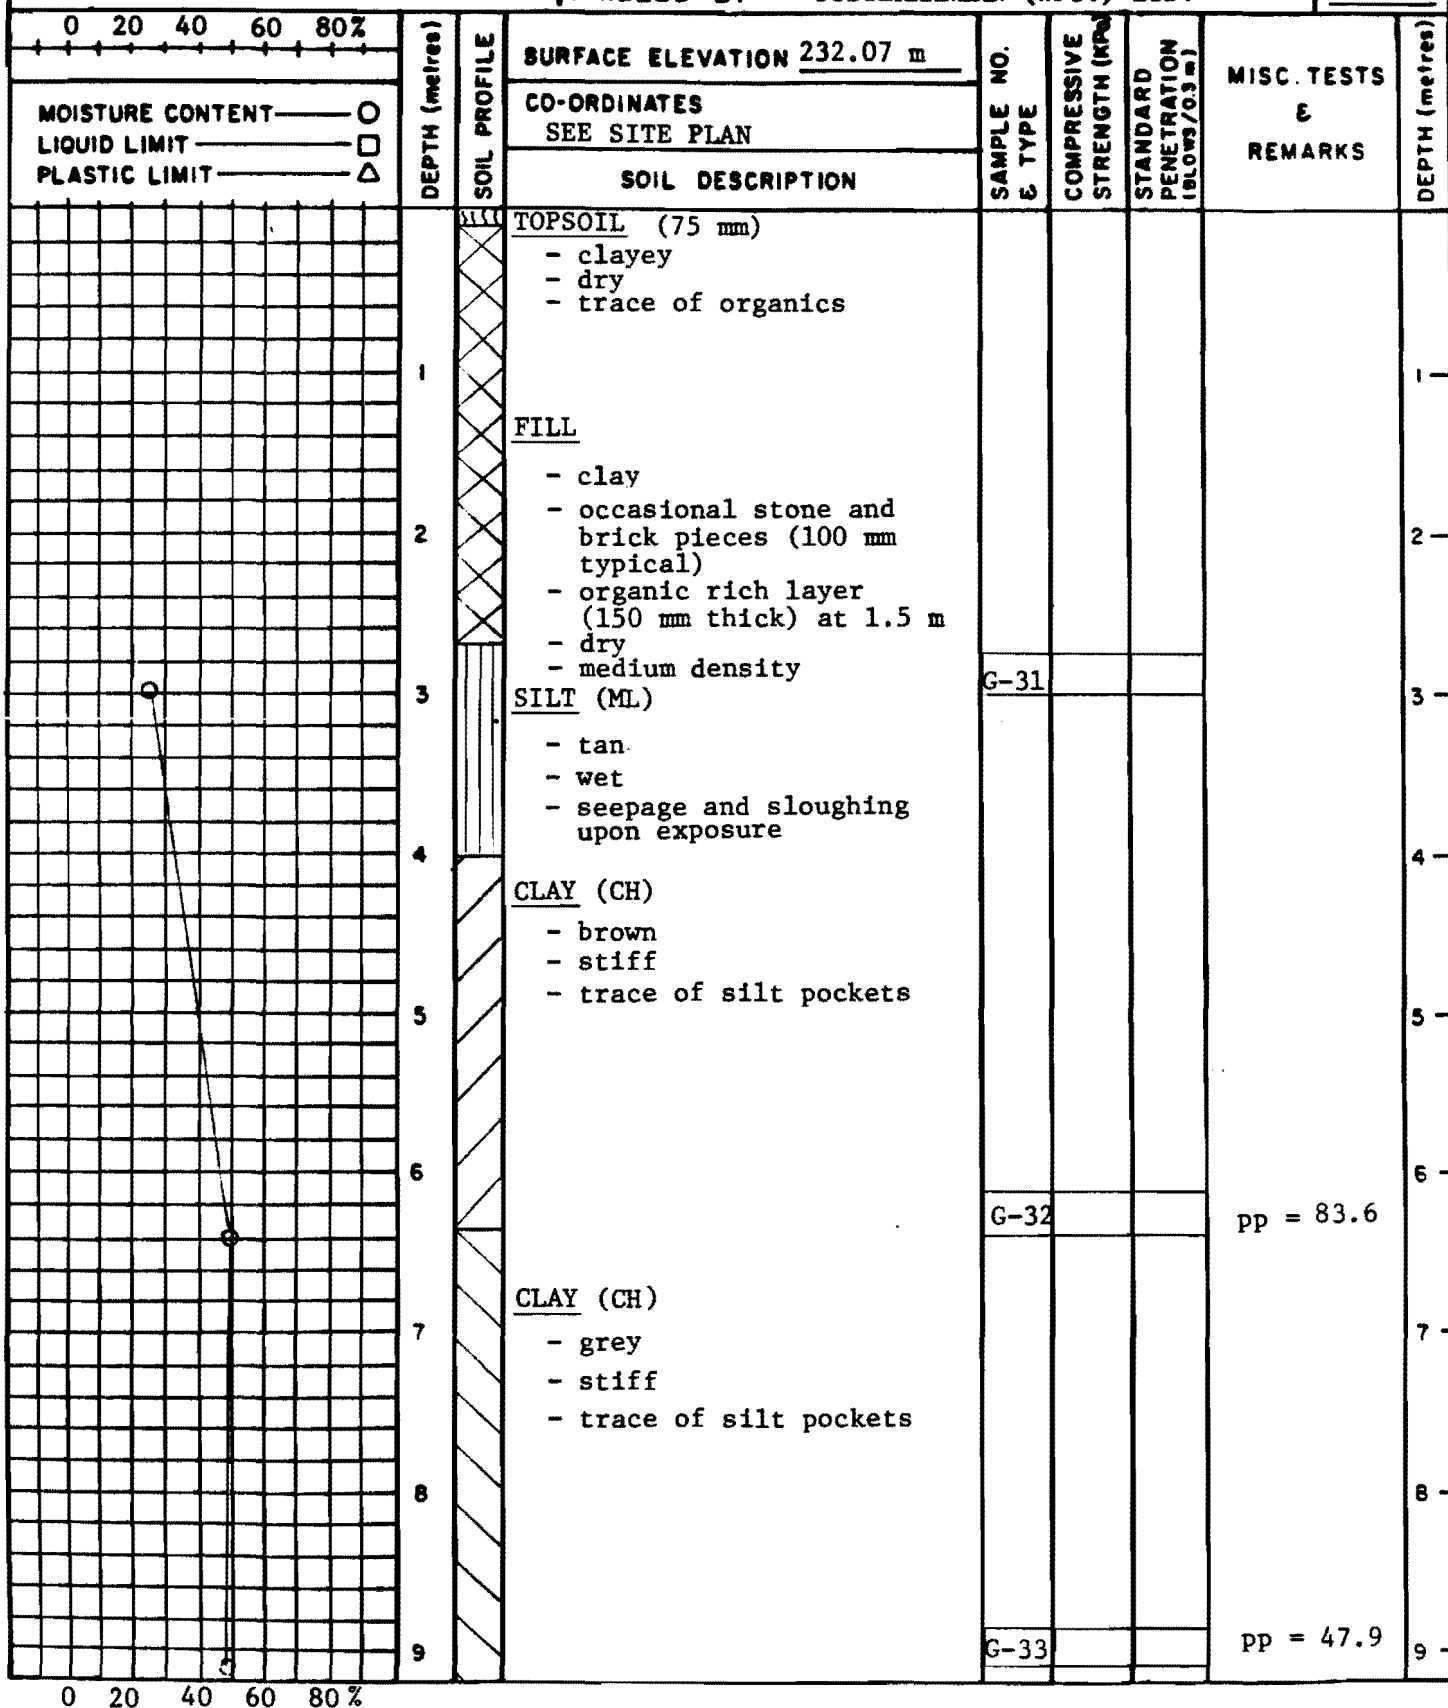 0 20 40 60 80%
MOISTURE CONTENT
LIQUID LIMIT
PLASTIC LIMIT
DEPTH (metres)
SOIL PROFILE
SURFACE ELEVATION 232.07 m
CO-ORDINATES
SEE SITE PLAN
SOIL DESCRIPTION
SAMPLE NO.
& TYPE
COMPRESSIVE
STRENGTH (KPa)
STANDARD
PENETRATION
(BLOWS/0.3 m)
MISC. TESTS
&
REMARKS
DEPTH (metres)
TOPSOIL (75 mm)
- clayey
- dry
- trace of organics
1 1
FILL
- clay
- occasional stone and
brick pieces (100 mm
typical)
2 2
- organic rich layer
(150 mm thick) at 1.5 m
- dry
- medium density
G-31
3 3
SILT (ML)
- tan
- wet
- seepage and sloughing
upon exposure
4 4
CLAY (CH)
- brown
- stiff
- trace of silt pockets
5 5
6 6
G-32 pp = 83.6
CLAY (CH)
7 7
- grey
- stiff
- trace of silt pockets
8 8
G-33 pp = 47.9
9 9
0 20 40 60 80%